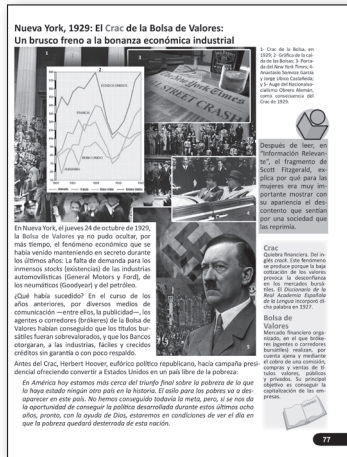 Nueva York, 1929: El Crac de la Bolsa de Valores:
Un brusco freno a la bonanza económica industrial
1
2
3
4
5
ESTADOS UNIDOS
FRANCIA
REINO UNIDO
ALEMANIA
WALL STREET CRASH
1- Crac de la Bolsa, en
1929; 2- Gráfica de la caí-
da de las Bolsas; 3- Porta-
da del New York Times; 4-
Anastasio Somoza García
y Jorge Ubico Castañeda;
y 5- Auge del Nacionalso-
cialismo Obrero Alemán,
como consecuencia del
Crac de 1929.
Después de leer, en
"Información Relevan-
te", el fragmento de
Scott Fitzgerald, ex-
plica por qué para las
mujeres era muy im-
portante mostrar con
su apariencia el des-
contento que sentían
por una sociedad que
las reprimía.
En Nueva York, el jueves 24 de octubre de 1929,
la Bolsa de Valores ya no pudo ocultar, por
más tiempo, el fenómeno económico que se
había venido manteniendo en secreto durante
los últimos años: La falta de demanda para los
inmensos stocks (existencias) de las industrias
automovilísticas (General Motors y Ford), de
los neumáticos (Goodyear) y del petróleo.
¿Qué había sucedido? En el curso de los
años anteriores, por diversos medios de
comunicación —entre ellos, la publicidad—, los
agentes o corredores (brókeres) de la Bolsa de
Valores habían conseguido que los títulos bur-
sátiles fueran sobrevalorados, y que los Bancos
otorgaran, a las industrias, fáciles y crecidos
créditos sin garantía o con poco respaldo.
Antes del Crac, Herbert Hoover, eufórico político republicano, hacía campaña presi-
dencial ofreciendo convertir a Estados Unidos en un país libre de la pobreza:
En América hoy estamos más cerca del triunfo final sobre la pobreza de lo que
lo haya estado ningún otro país en la historia. El asilo para los pobres va a des-
aparecer en este país. No hemos conseguido todavía la meta, pero, si se nos da
la oportunidad de conseguir la política desarrollada durante estos últimos ocho
años, pronto, con la ayuda de Dios, estaremos en condiciones de ver el día en
que la pobreza quedará desterrada de esta nación.
Crac
Quiebra financiera. Del in-
glés crack. Este fenómeno
se produce porque la baja
cotización de los valores
provoca la desconfianza
en los mercados bursá-
tiles. El Diccionario de la
Real Academia Española
de la Lengua incorporó di-
cha palabra en 1927.
Bolsa de
Valores
Mercado financiero orga-
nizado, en el que bróke-
res (agentes o corredores
bursátiles) realizan, por
cuenta ajena y mediante
el cobro de una comisión,
compras y ventas de tí-
tulos valores, públicos
y privados. Su principal
objetivo es conseguir la
capitalización de las em-
presas.
77